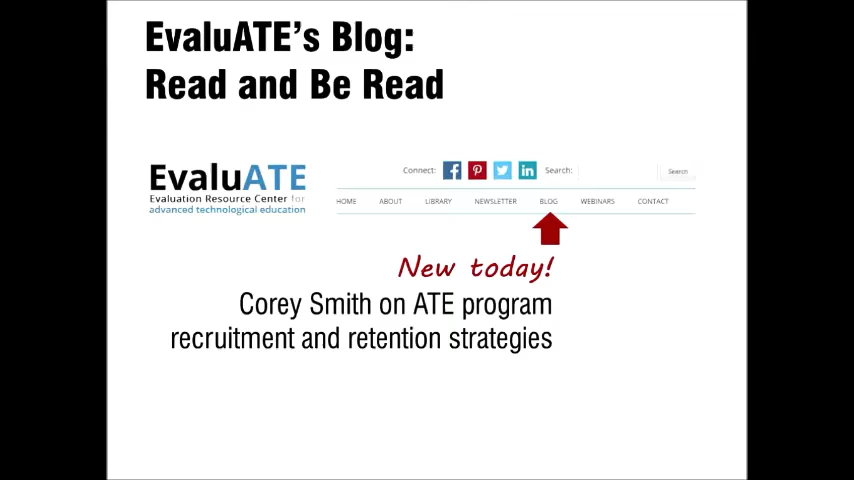 EvaluATE's Blog:
Read and Be Read
EvaluATE
Evaluation Resource Center for
advanced technological education
Connect: Search: Search
HOME ABOUT LIBRARY NEWSLETTER BLOG WEBINARS CONTACT
New today!
Corey Smith on ATE program
recruitment and retention strategies